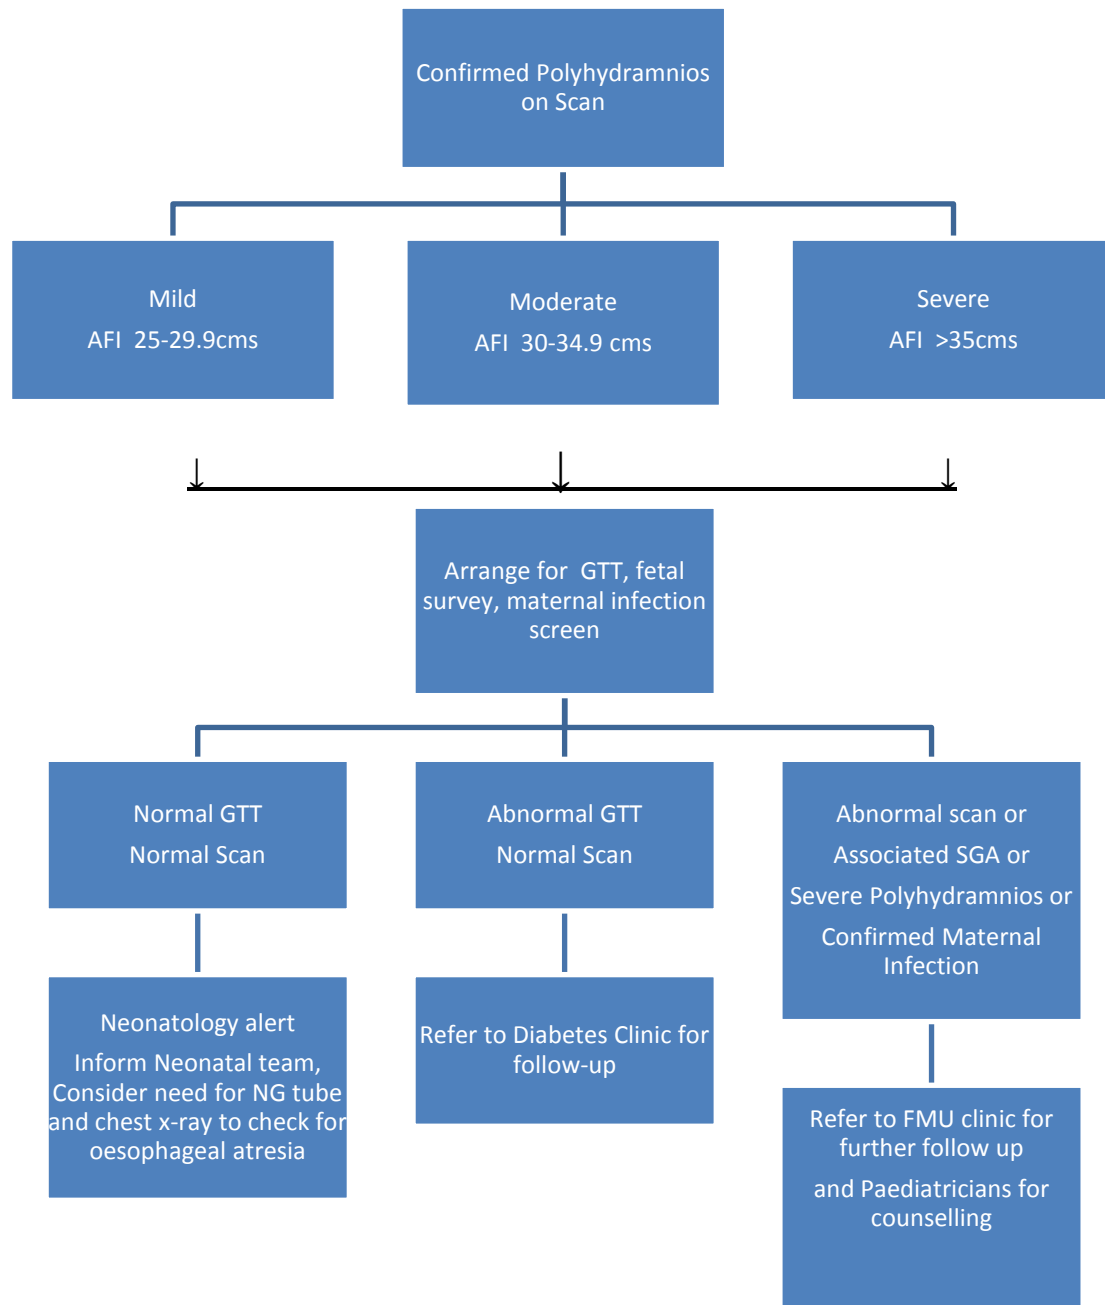 Confirmed Polyhydramnios
on Scan
Mild
AFI 25-29.9cms
Moderate
AFI 30-34.9 cms
Severe
AFI >35cms
Arrange for GTT, fetal
survey, maternal infection
screen
Normal GTT
Normal Scan
Abnormal GTT
Normal Scan
Abnormal scan or
Associated SGA or
Severe Polyhydramnios or
Confirmed Maternal
Infection
Neonatology alert
Inform Neonatal team,
Consider need for NG tube
and chest x-ray to check for
oesophageal atresia
Refer to Diabetes Clinic for
follow-up
Refer to FMU clinic for
further follow up
and Paediatricians for
counselling